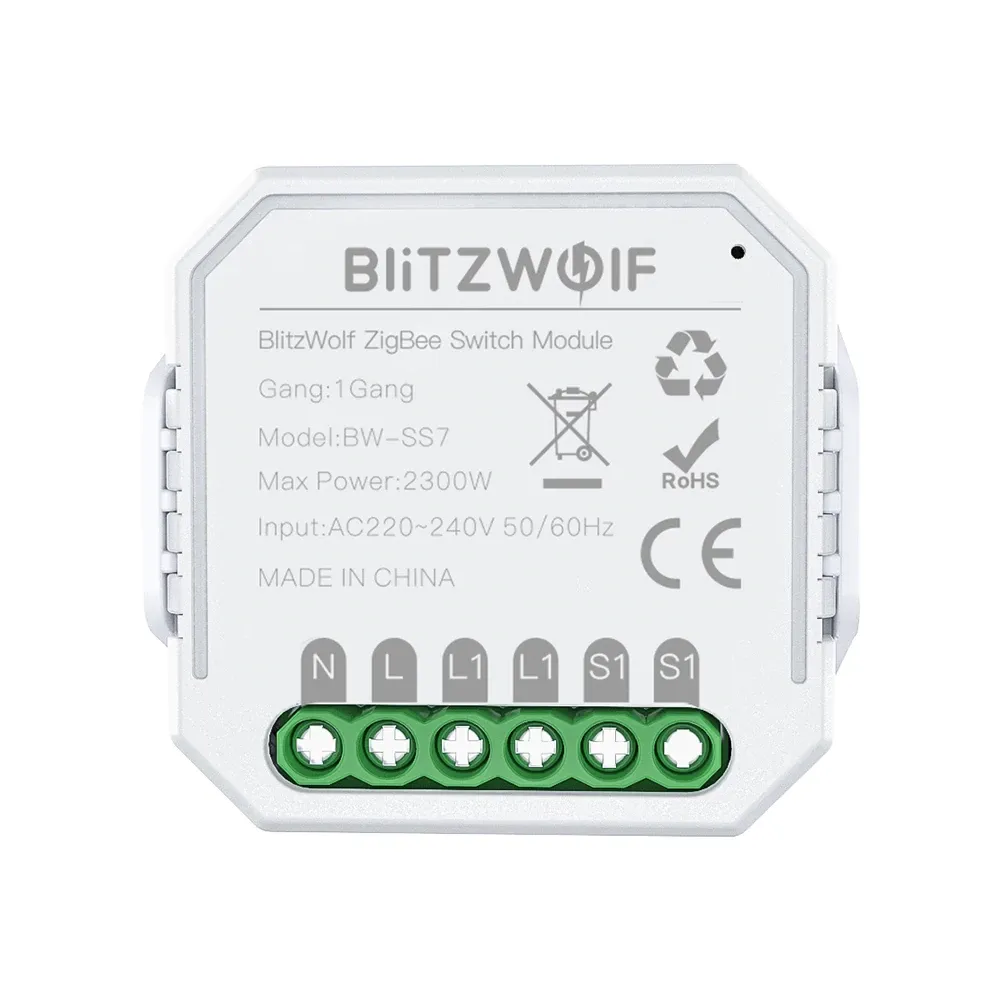 BLiTZWOLF
BlitzWolf ZigBee Switch Module
Gang:1Gang
Model:BW-SS7
Max Power:2300W
RoHS
Input:AC220~240V 50/60Hz
CE
MADE IN CHINA
N L L1 L1 S1 S1